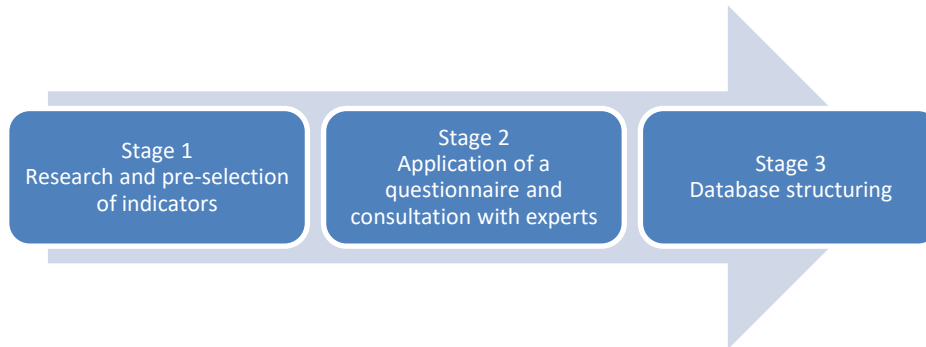 Stage 1
Research and pre-selection
of indicators
Stage 2
Application of a
questionnaire and
consultation with experts
Stage 3
Database structuring